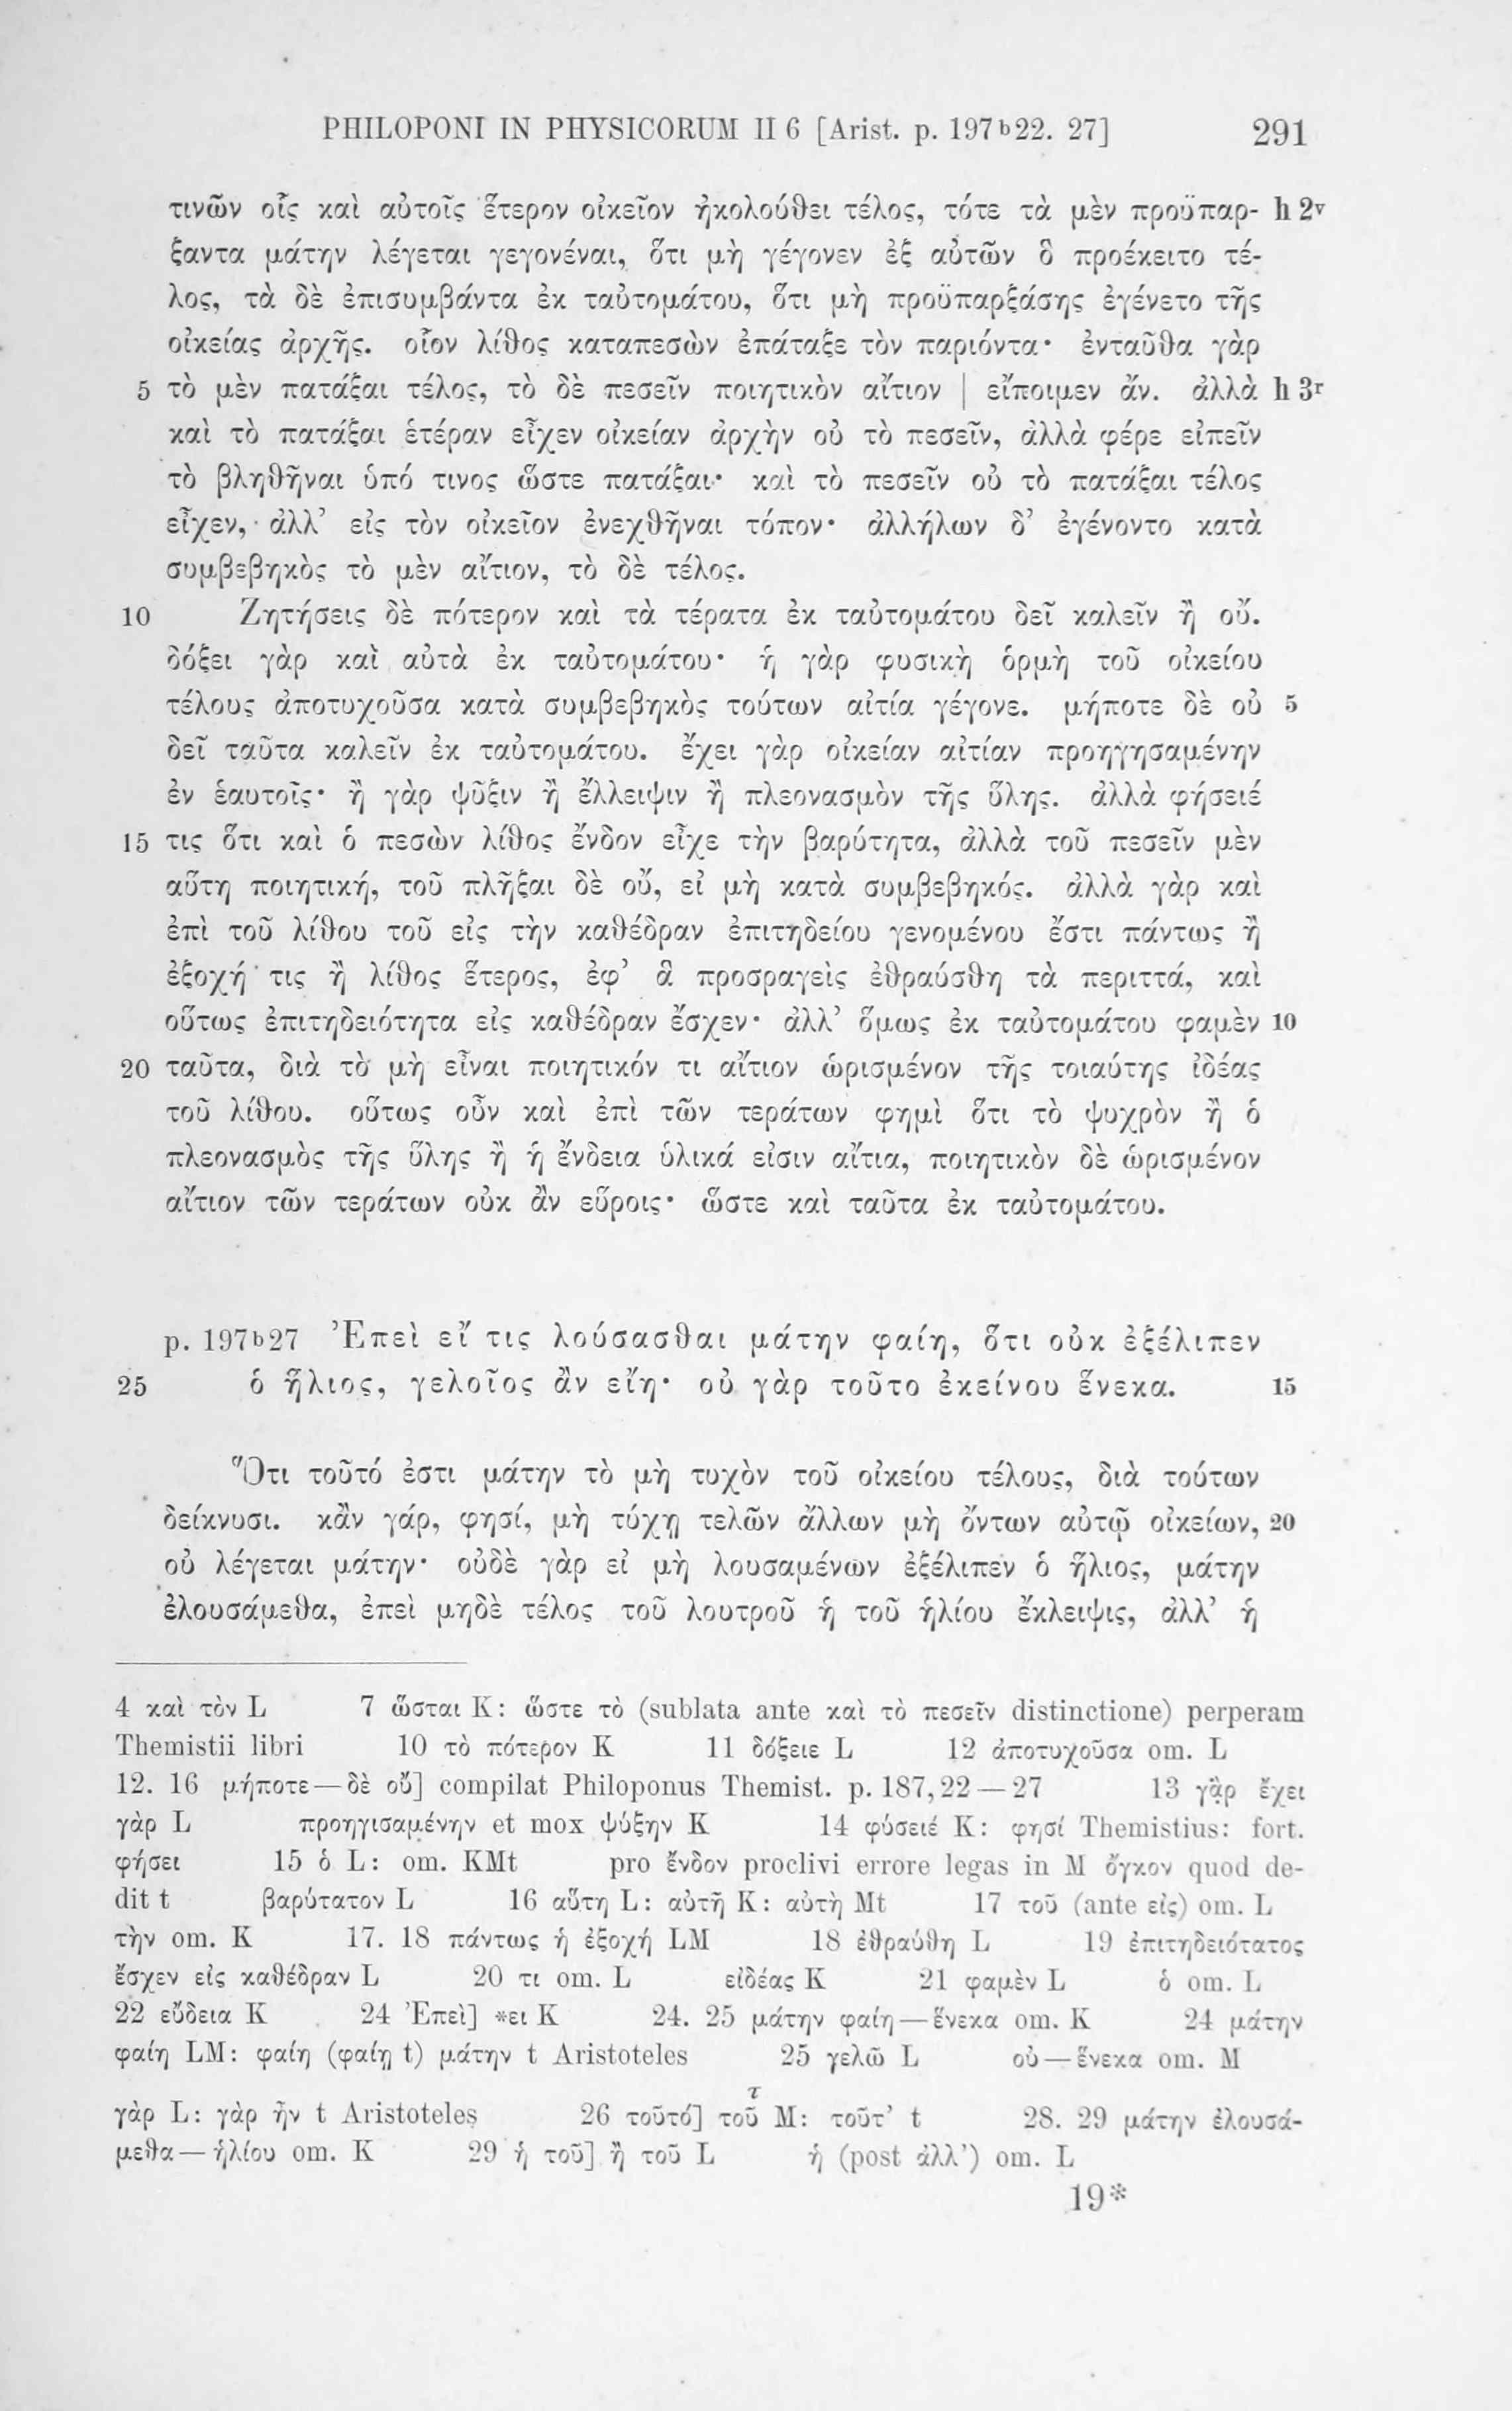 PHILOPONI IN PHYSICORUM II 6 [Arist. p. 197ᵇ22. 27] 291
τινῶν οἷς καὶ αὐτοῖς ἕτερον οἰκεῖον ἠκολούθει τέλος, τότε τὰ μὲν προϋπαρ- h 2ᵛ
ξαντα μάτην λέγεται γεγονέναι, ὅτι μὴ γέγονεν ἐξ αὐτῶν ὃ προέκειτο τέ-
λος, τὰ δὲ ἐπισυμβάντα ἐκ ταὐτομάτου, ὅτι μὴ προϋπαρξάσης ἐγένετο τῆς
οἰκείας ἀρχῆς. οἷον λίθος καταπεσὼν ἐπάταξε τὸν παριόντα· ἐνταῦθα γὰρ
5 τὸ μὲν πατάξαι τέλος, τὸ δὲ πεσεῖν ποιητικὸν αἴτιον | εἴποιμεν ἄν. ἀλλὰ h 3ʳ
καὶ τὸ πατάξαι ἑτέραν εἶχεν οἰκείαν ἀρχὴν οὐ τὸ πεσεῖν, ἀλλὰ φέρε εἰπεῖν
τὸ βληθῆναι ὑπό τινος ὥστε πατάξαι· καὶ τὸ πεσεῖν οὐ τὸ πατάξαι τέλος
εἶχεν, ἀλλ’ εἰς τὸν οἰκεῖον ἐνεχθῆναι τόπον· ἀλλήλων δ’ ἐγένοντο κατὰ
συμβεβηκὸς τὸ μὲν αἴτιον, τὸ δὲ τέλος.
10 Ζητήσεις δὲ πότερον καὶ τὰ τέρατα ἐκ ταὐτομάτου δεῖ καλεῖν ἢ οὔ.
δόξει γὰρ καὶ αὐτὰ ἐκ ταὐτομάτου· ἡ γὰρ φυσικὴ ὁρμὴ τοῦ οἰκείου
τέλους ἀποτυχοῦσα κατὰ συμβεβηκὸς τούτων αἰτία γέγονε. μήποτε δὲ οὐ 5
δεῖ ταῦτα καλεῖν ἐκ ταὐτομάτου. ἔχει γὰρ οἰκείαν αἰτίαν προηγησαμένην
ἐν ἑαυτοῖς· ἢ γὰρ ψῦξιν ἢ ἔλλειψιν ἢ πλεονασμὸν τῆς ὕλης. ἀλλὰ φήσειέ
15 τις ὅτι καὶ ὁ πεσὼν λίθος ἔνδον εἶχε τὴν βαρύτητα, ἀλλὰ τοῦ πεσεῖν μὲν
αὕτη ποιητική, τοῦ πλῆξαι δὲ οὔ, εἰ μὴ κατὰ συμβεβηκός. ἀλλὰ γὰρ καὶ
ἐπὶ τοῦ λίθου τοῦ εἰς τὴν καθέδραν ἐπιτηδείου γενομένου ἔστι πάντως ἢ
ἐξοχή τις ἢ λίθος ἕτερος, ἐφ’ ἃ προσραγεὶς ἐθραύσθη τὰ περιττά, καὶ
οὕτως ἐπιτηδειότητα εἰς καθέδραν ἔσχεν· ἀλλ’ ὅμως ἐκ ταὐτομάτου φαμὲν 10
20 ταῦτα, διὰ τὸ μὴ εἶναι ποιητικόν τι αἴτιον ὡρισμένον τῆς τοιαύτης ἰδέας
τοῦ λίθου. οὕτως οὖν καὶ ἐπὶ τῶν τεράτων φημὶ ὅτι τὸ ψυχρὸν ἢ ὁ
πλεονασμὸς τῆς ὕλης ἢ ἡ ἔνδεια ὑλικά εἰσιν αἴτια, ποιητικὸν δὲ ὡρισμένον
αἴτιον τῶν τεράτων οὐκ ἂν εὕροις· ὥστε καὶ ταῦτα ἐκ ταὐτομάτου.
p. 197ᵇ27 Ἐπεὶ εἴ τις λούσασθαι μάτην φαίη, ὅτι οὐκ ἐξέλιπεν
25 ὁ ἥλιος, γελοῖος ἂν εἴη· οὐ γὰρ τοῦτο ἐκείνου ἕνεκα. 15
Ὅτι τοῦτό ἐστι μάτην τὸ μὴ τυχὸν τοῦ οἰκείου τέλους, διὰ τούτων
δείκνυσι. κἂν γάρ, φησί, μὴ τύχῃ τελῶν ἄλλων μὴ ὄντων αὐτῷ οἰκείων, 20
οὐ λέγεται μάτην· οὐδὲ γὰρ εἰ μὴ λουσαμένων ἐξέλιπεν ὁ ἥλιος, μάτην
ἐλουσάμεθα, ἐπεὶ μηδὲ τέλος τοῦ λουτροῦ ἡ τοῦ ἡλίου ἔκλειψις, ἀλλ’ ἡ
4 καὶ τὸν L 7 ὥσται K: ὥστε τὸ (sublata ante καὶ τὸ πεσεῖν distinctione) perperam
Themistii libri 10 τὸ πότερον K 11 δόξειε L 12 ἀποτυχοῦσα om. L
12. 16 μήποτε—δὲ οὔ] compilat Philoponus Themist. p. 187,22—27 13 γὰρ ἔχει
γὰρ L προηγισαμένην et mox ψύξην K 14 φύσειέ K: φησί Themistius: fort.
φήσει 15 ὁ L: om. KMt pro ἔνδον proclivi errore legas in M ὄγκον quod de-
dit t βαρύτατον L 16 αὕτη L: αὐτῆ K: αὐτὴ Mt 17 τοῦ (ante εἰς) om. L
τὴν om. K 17. 18 πάντως ἡ ἐξοχή LM 18 ἐθραύθη L 19 ἐπιτηδειότατος
ἔσχεν εἰς καθέδραν L 20 τι om. L εἰδέας K 21 φαμὲν L ὁ om. L
22 εὔδεια K 24 Ἐπεὶ] *ει K 24. 25 μάτην φαίη—ἕνεκα om. K 24 μάτην
φαίη LM: φαίη (φαίῃ t) μάτην t Aristoteles 25 γελῶ L οὐ—ἕνεκα om. M
γὰρ L: γὰρ ἦν t Aristoteles 26 τοῦτό] τοῦ^τ M: τοῦτ’ t 28. 29 μάτην ἐλουσά-
μεθα—ἡλίου om. K 29 ἡ τοῦ] ἢ τοῦ L ἡ (post ἀλλ’) om. L
19*